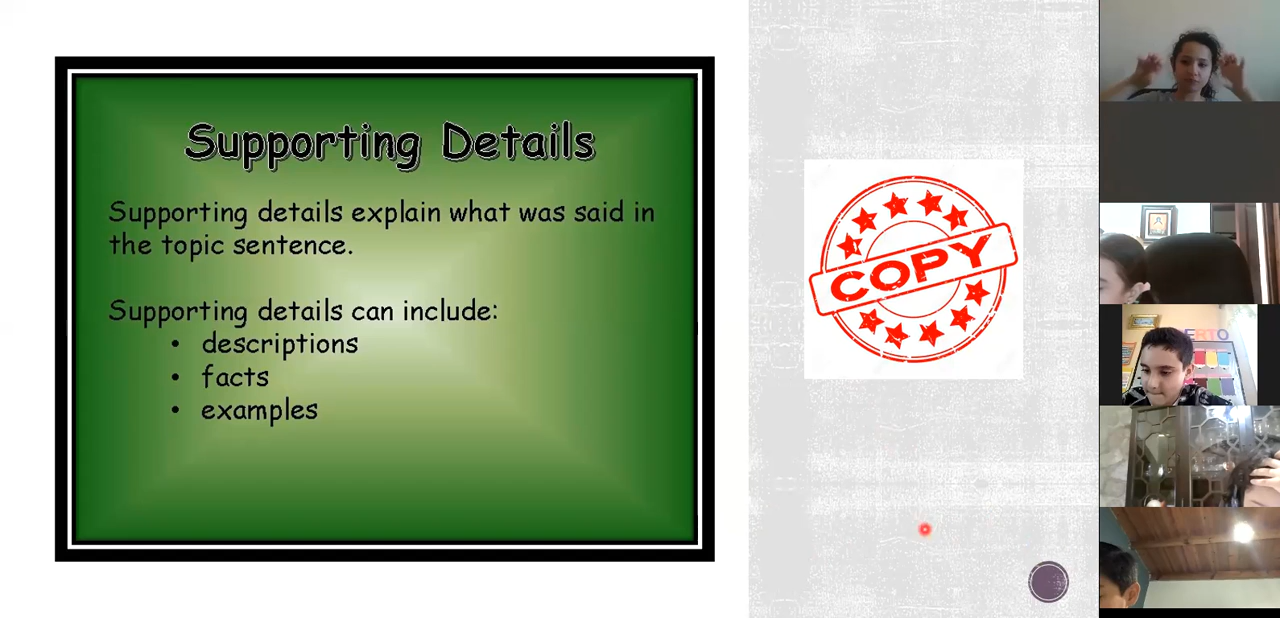 Supporting Details
Supporting details explain what was said in
the topic sentence.
Supporting details can include:
• descriptions
• facts
• examples
COPY
ERTO